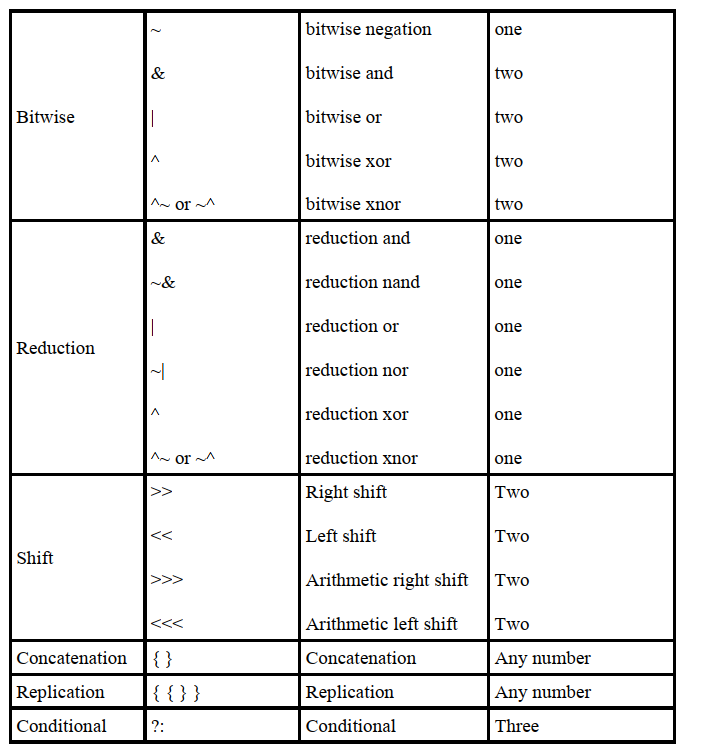 ~ bitwise negation one
& bitwise and two
Bitwise | bitwise or two
^ bitwise xor two
^~ or ~^ bitwise xnor two
& reduction and one
~& reduction nand one
| reduction or one
Reduction
~| reduction nor one
^ reduction xor one
^~ or ~^ reduction xnor one
>> Right shift Two
<< Left shift Two
Shift
>>> Arithmetic right shift Two
<<< Arithmetic left shift Two
Concatenation { } Concatenation Any number
Replication { { } } Replication Any number
Conditional ?: Conditional Three